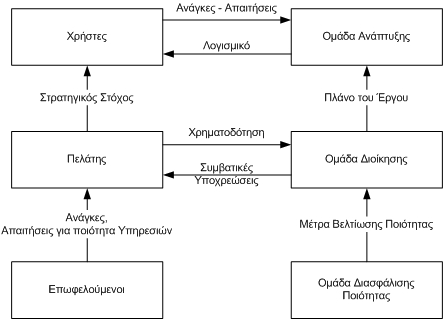 Ανάγκες - Απαιτήσεις
Χρήστες
Ομάδα Ανάπτυξης
Λογισμικό
Στρατηγικός Στόχος
Πλάνο του Έργου
Χρηματοδότηση
Πελάτης
Ομάδα Διοίκησης
Συμβατικές
Υποχρεώσεις
Ανάγκες,
Απαιτήσεις για ποιότητα Υπηρεσιών
Μέτρα Βελτίωσης Ποιότητας
Επωφελούμενοι
Ομάδα Διασφάλισης
Ποιότητας